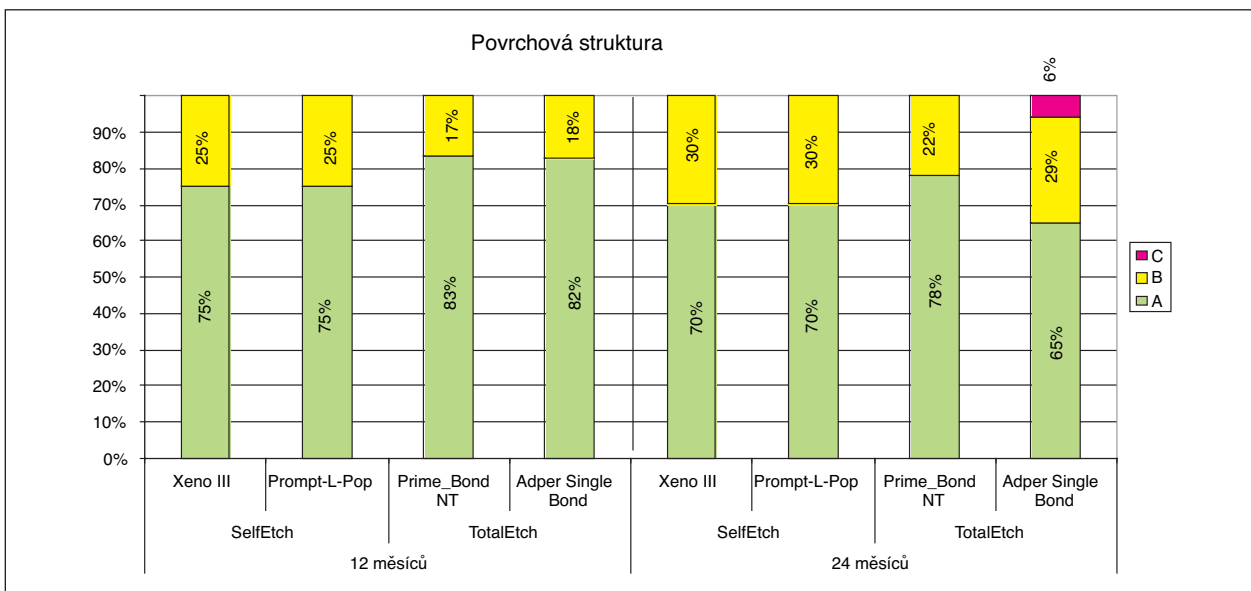 Povrchová struktura
6%
90%
80%
70%
60%
50%
40%
30%
20%
10%
0%
25%
25%
17%
18%
30%
30%
22%
29%
75%
75%
83%
82%
70%
70%
78%
65%
C
B
A
Xeno III
Prompt-L-Pop
Prime_Bond
NT
Adper Single
Bond
Xeno III
Prompt-L-Pop
Prime_Bond
NT
Adper Single
Bond
SelfEtch
TotalEtch
SelfEtch
TotalEtch
12 měsíců
24 měsíců